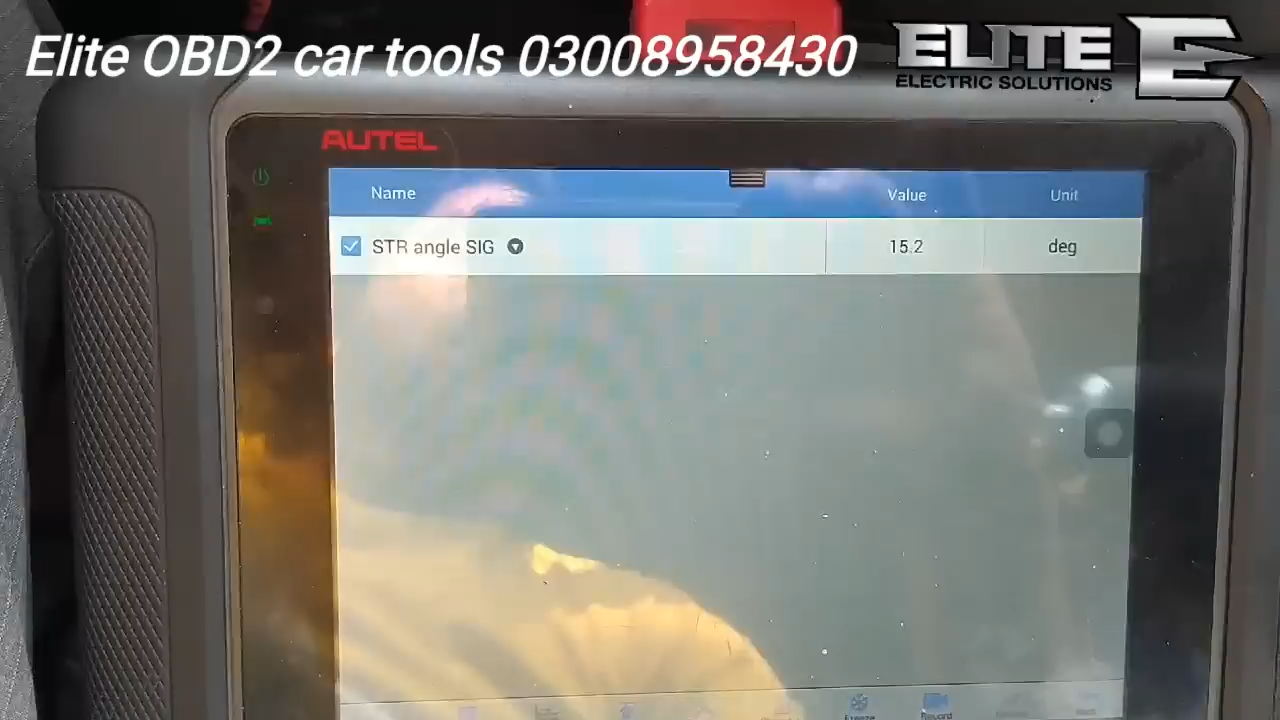 Elite OBD2 car tools 03008958430
ELITE E
ELECTRIC SOLUTIONS
AUTEL
Name Value Unit
STR angle SIG 15.2 deg
Freeze Record